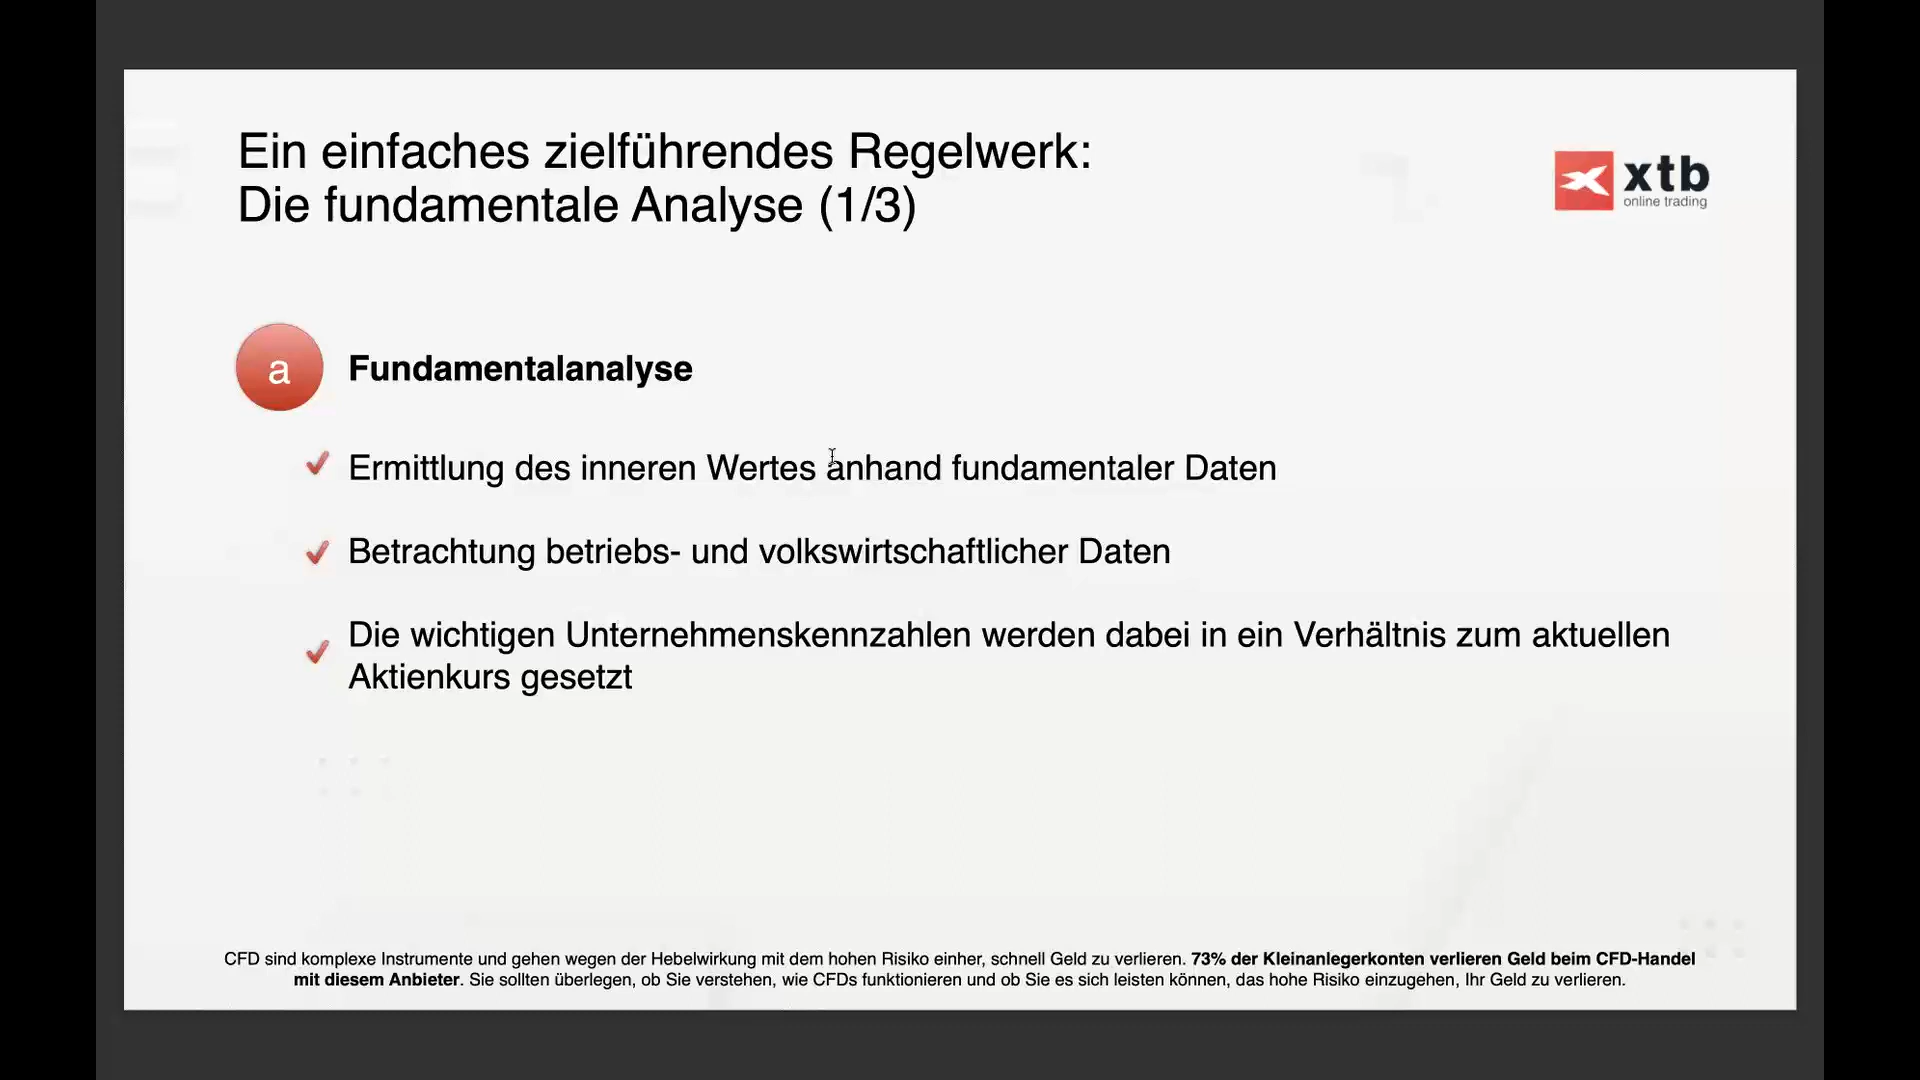 Ein einfaches zielführendes Regelwerk:
Die fundamentale Analyse (1/3)
xtb
online trading
a
Fundamentalanalyse
Ermittlung des inneren Wertes anhand fundamentaler Daten
Betrachtung betriebs- und volkswirtschaftlicher Daten
Die wichtigen Unternehmenskennzahlen werden dabei in ein Verhältnis zum aktuellen
Aktienkurs gesetzt
CFD sind komplexe Instrumente und gehen wegen der Hebelwirkung mit dem hohen Risiko einher, schnell Geld zu verlieren. 73% der Kleinanlegerkonten verlieren Geld beim CFD-Handel
mit diesem Anbieter. Sie sollten überlegen, ob Sie verstehen, wie CFDs funktionieren und ob Sie es sich leisten können, das hohe Risiko einzugehen, Ihr Geld zu verlieren.